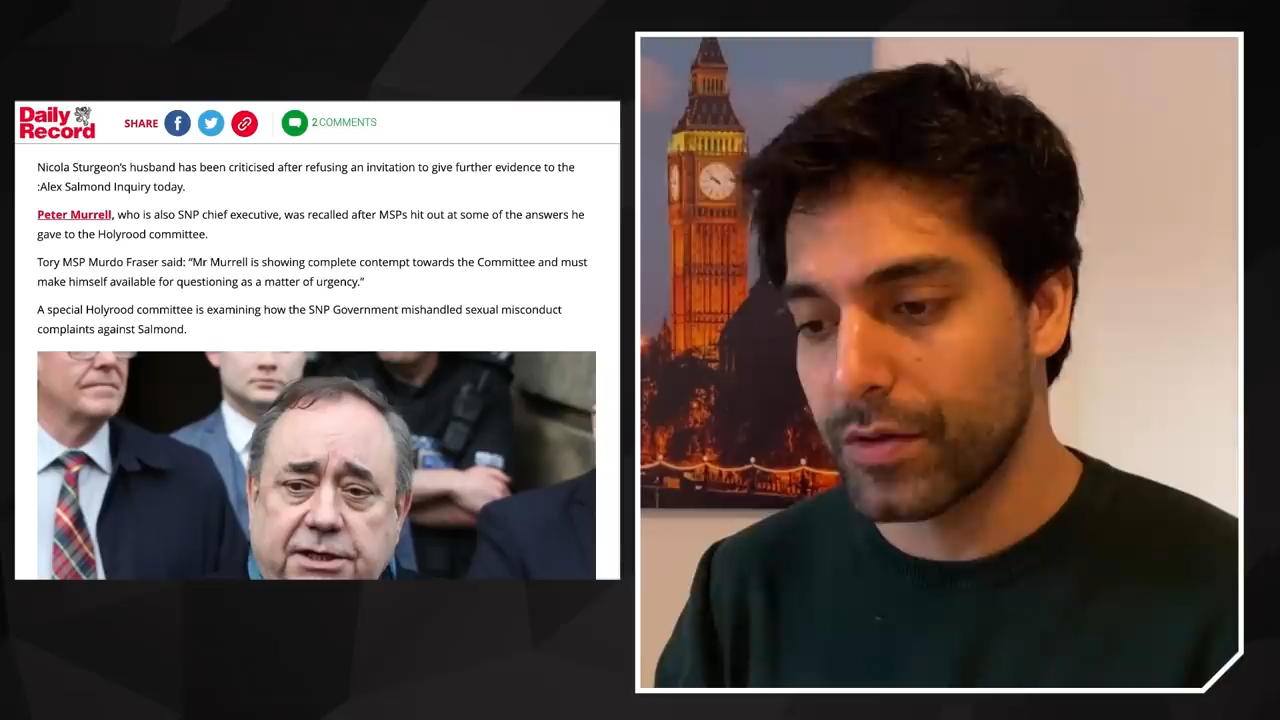 Daily
Record
SHARE
2 COMMENTS
Nicola Sturgeon's husband has been criticised after refusing an invitation to give further evidence to the
:Alex Salmond Inquiry today.
Peter Murrell, who is also SNP chief executive, was recalled after MSPs hit out at some of the answers he
gave to the Holyrood committee.
Tory MSP Murdo Fraser said: “Mr Murrell is showing complete contempt towards the Committee and must
make himself available for questioning as a matter of urgency.”
A special Holyrood committee is examining how the SNP Government mishandled sexual misconduct
complaints against Salmond.